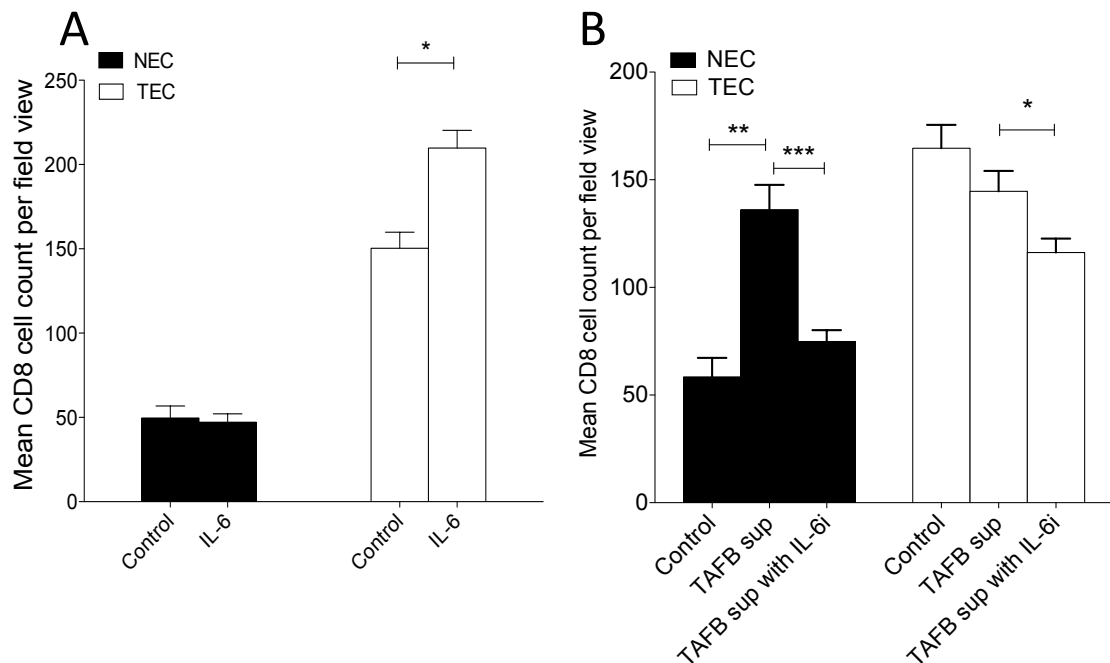 A
NEC
TEC
*
Mean CD8 cell count per field view
250
200
150
100
50
0
Control
IL-6
Control
IL-6
B
NEC
TEC
**
***
*
Mean CD8 cell count per field view
200
150
100
50
0
Control
TAFB sup
TAFB sup with IL-6i
Control
TAFB sup
TAFB sup with IL-6i